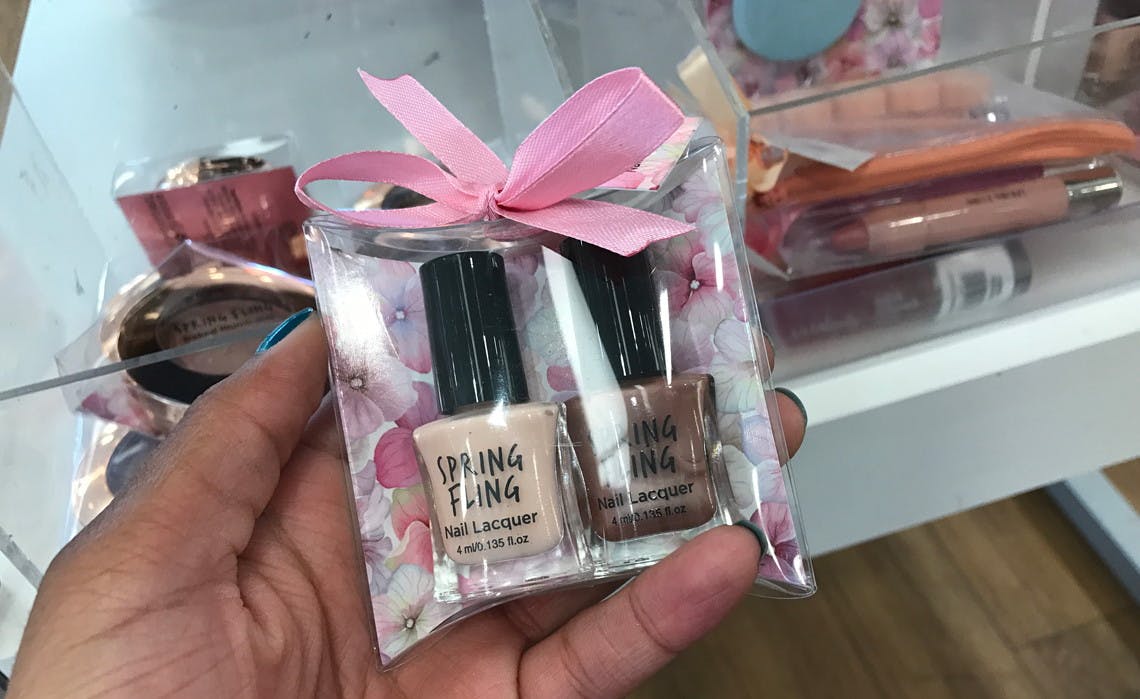 SPRING
FLING
Nail Lacquer
4 ml/0.135 fl.oz
RING
ING
Nail Lacquer
4 ml/0.135 fl.oz
SPRING FLING